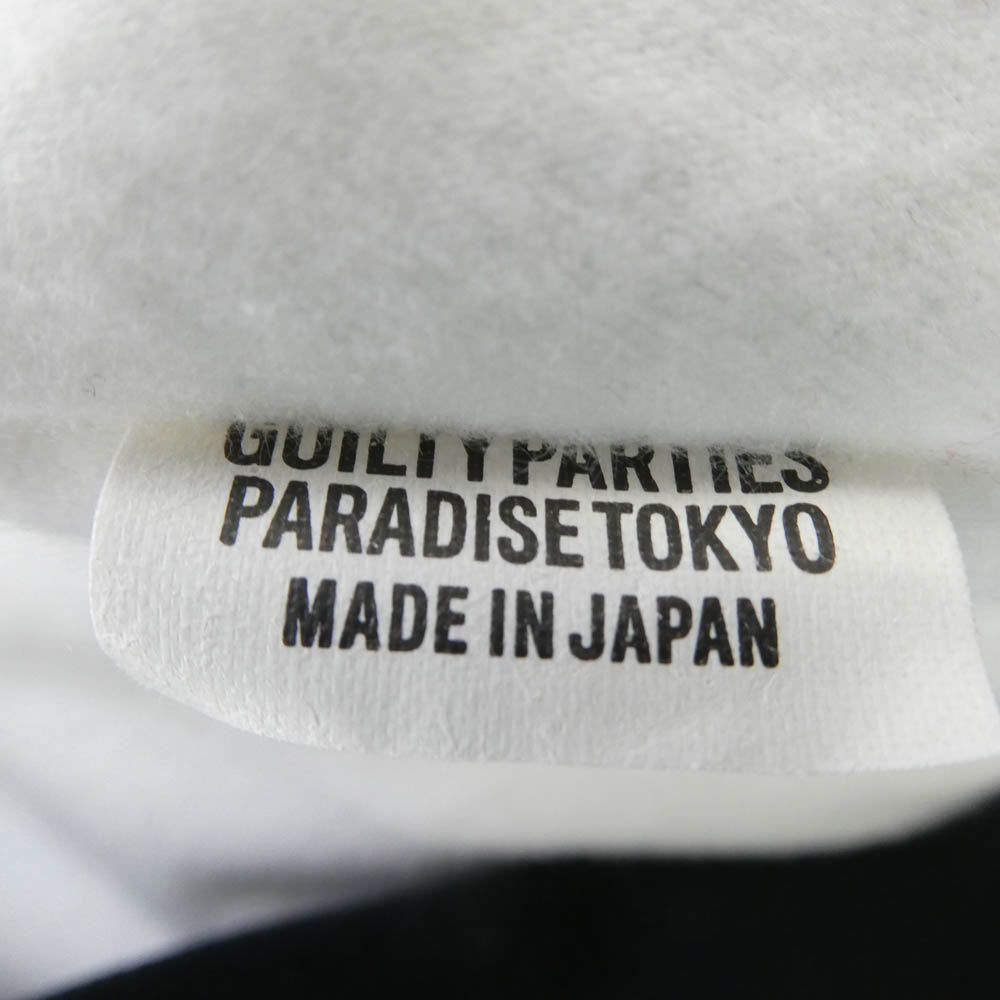 GUILTY PARTIES
PARADISE TOKYO
MADE IN JAPAN